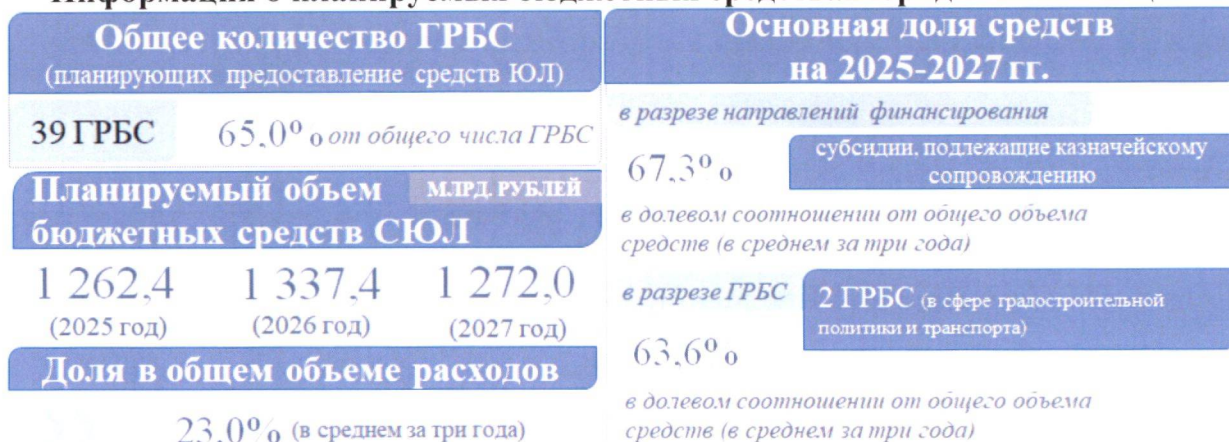 Общее количество ГРБС
(планирующих предоставление средств ЮЛ)
39 ГРБС
65,0% от общего числа ГРБС
Планируемый объем
млрд. рублей
бюджетных средств СЮЛ
1 262,4
1 337,4
1 272,0
(2025 год)
(2026 год)
(2027 год)
Доля в общем объеме расходов
23,0% (в среднем за три года)
Основная доля средств
на 2025-2027 гг.
в разрезе направлений финансирования
67,3%
субсидии, подлежащие казначейскому
сопровождению
в долевом соотношении от общего объема
средств (в среднем за три года)
в разрезе ГРБС
2 ГРБС (в сфере градостроительной
политики и транспорта)
63,6%
в долевом соотношении от общего объема
средств (в среднем за три года)